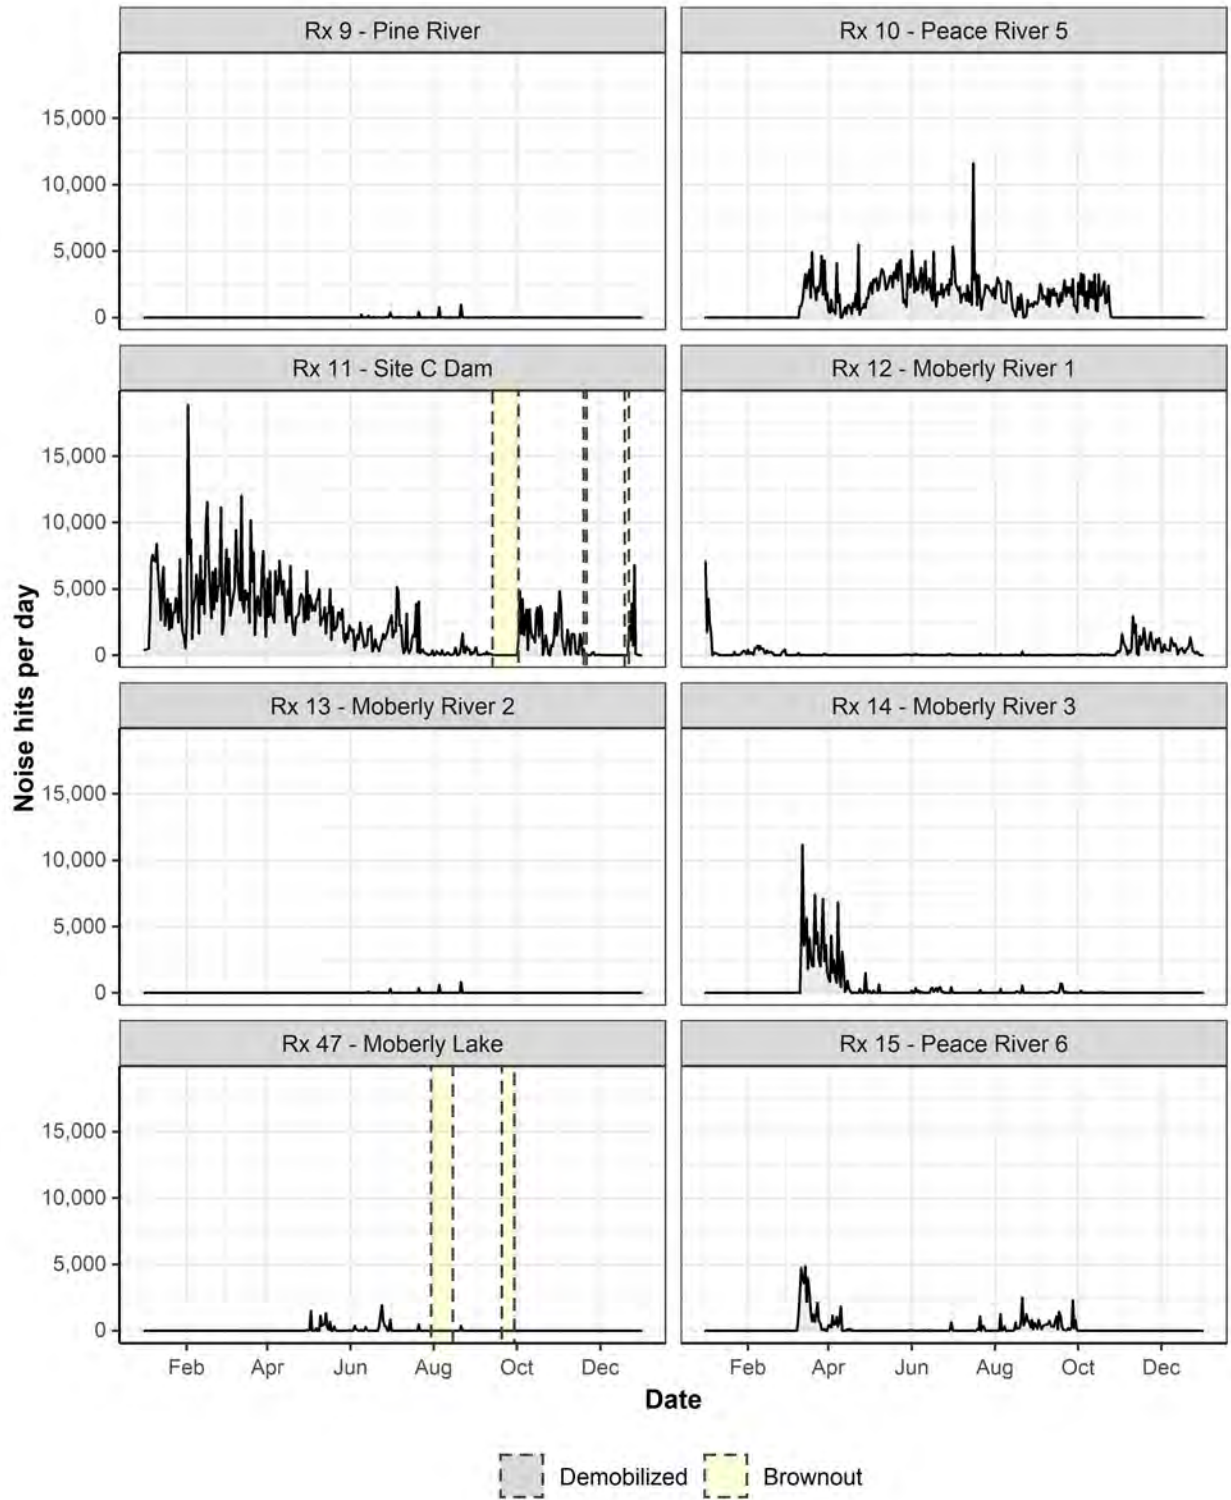 Rx 9 - Pine River
Rx 10 - Peace River 5
15,000
10,000
5,000
0
Rx 11 - Site C Dam
Rx 12 - Moberly River 1
15,000
10,000
5,000
0
Rx 13 - Moberly River 2
Rx 14 - Moberly River 3
15,000
10,000
5,000
0
Rx 47 - Moberly Lake
Rx 15 - Peace River 6
15,000
10,000
5,000
0
Noise hits per day
Feb Apr Jun Aug Oct Dec
Feb Apr Jun Aug Oct Dec
Date
Demobilized
Brownout